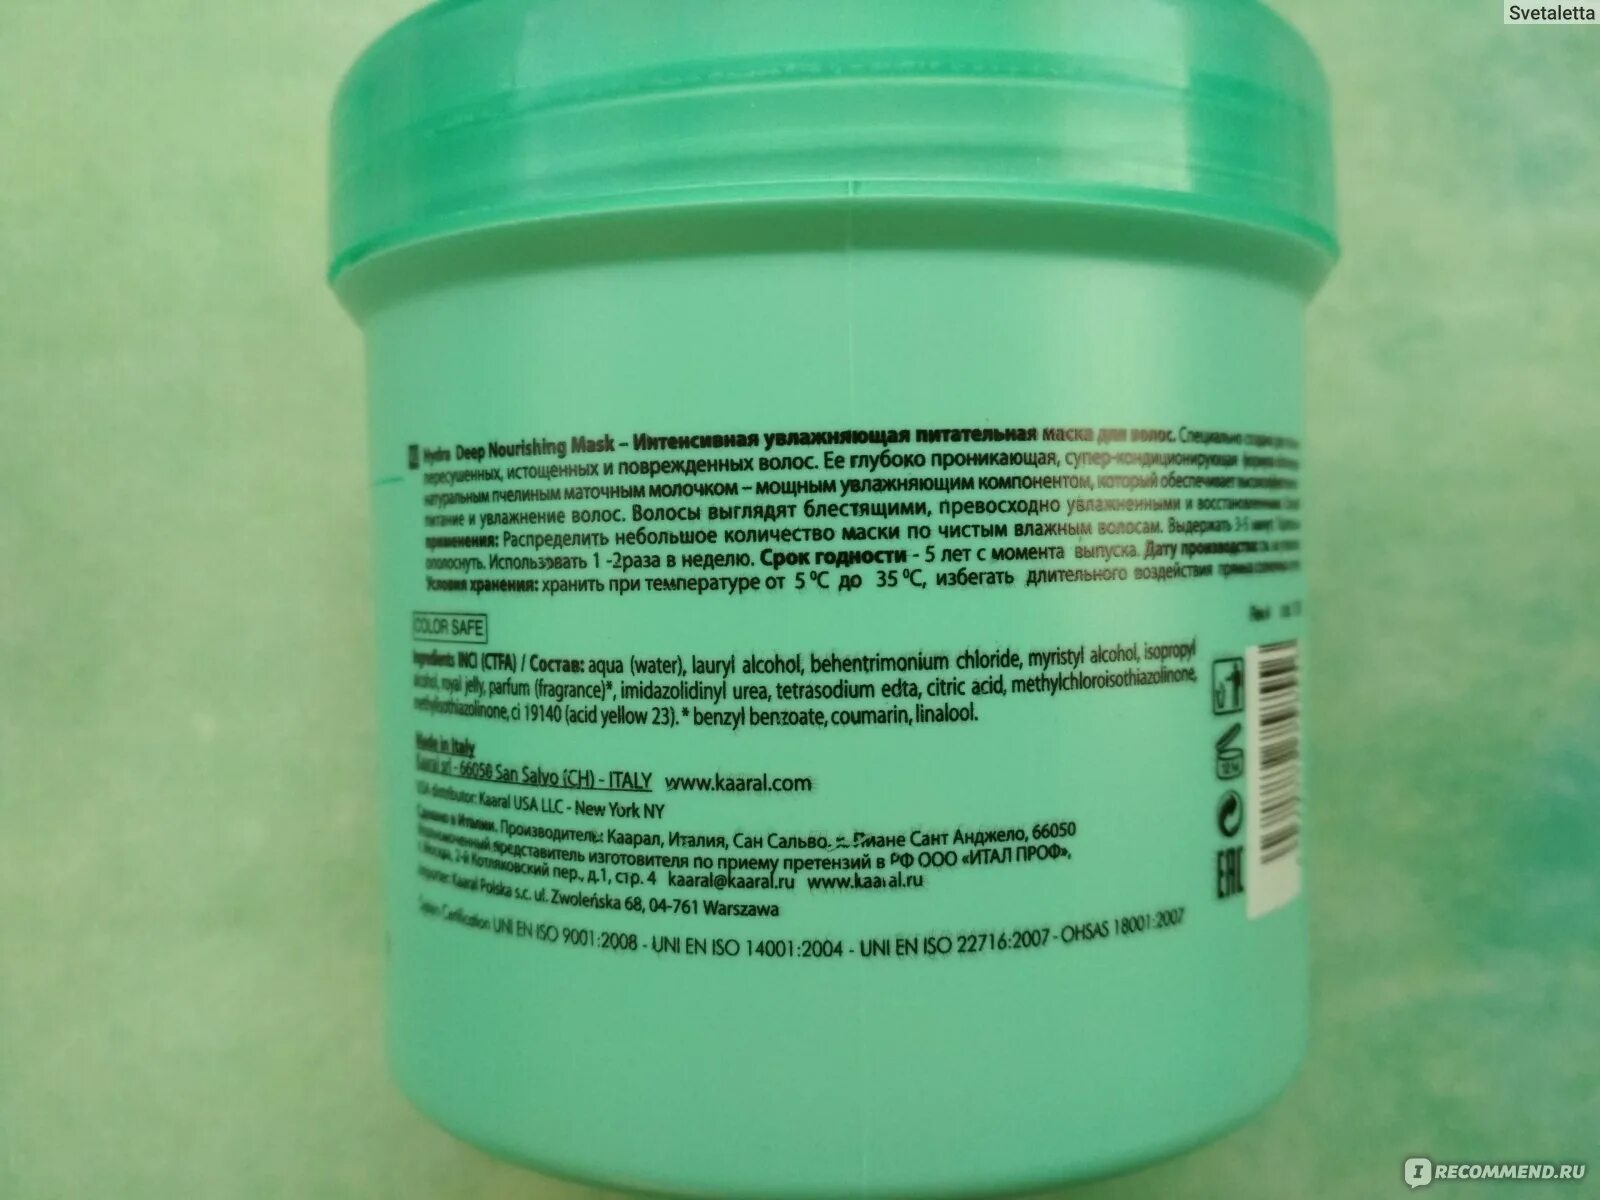 Svetaletta
Hydra Deep Nourishing Mask – Интенсивная увлажняющая питательная маска для волос. Специально
пересушенных, истощенных и поврежденных волос. Ее глубоко проникающая, супер-кондиционирующая
натуральным пчелиным маточным молочком – мощным увлажняющим компонентом, который обеспечивает
питание и увлажнение волос. Волосы выглядят блестящими, превосходно увлажненными и
применения: Распределить небольшое количество маски по чистым влажным волосам. Выдержать 3-5
ополоснуть. Использовать 1 -2раза в неделю. Срок годности - 5 лет с момента выпуска. Дату производства
Условия хранения: хранить при температуре от 5 °C до 35 °C, избегать длительного воздействия
COLOR SAFE
Ingredients INCI (CTFA) / Состав: aqua (water), lauryl alcohol, behentrimonium chloride, myristyl alcohol, isopropyl
alcohol, royal jelly, parfum (fragrance)*, imidazolidinyl urea, tetrasodium edta, citric acid, methylchloroisothiazolinone,
methylisothiazolinone, ci 19140 (acid yellow 23). * benzyl benzoate, coumarin, linalool.
Made in Italy
Kaaral srl - 66050 San Salvo (CH) - ITALY www.kaaral.com
USA distributor: Kaaral USA LLC - New York NY
Сделано в Италии. Производитель: Каарал, Италия, Сан Сальво, Пиане Сант Анджело, 66050
Уполномоченный представитель изготовителя по приему претензий в РФ ООО «ИТАЛ ПРОФ»,
г. Москва, 2-й Котляковский пер., д.1, стр. 4 kaaral@kaaral.ru www.kaaral.ru
Importer: Kaaral Polska s.c. ul. Zwoleńska 68, 04-761 Warszawa
System Certification UNI EN ISO 9001:2008 - UNI EN ISO 14001:2004 - UNI EN ISO 22716:2007 - OHSAS 18001:2007
12 M
EAC
IRECOMMEND.RU